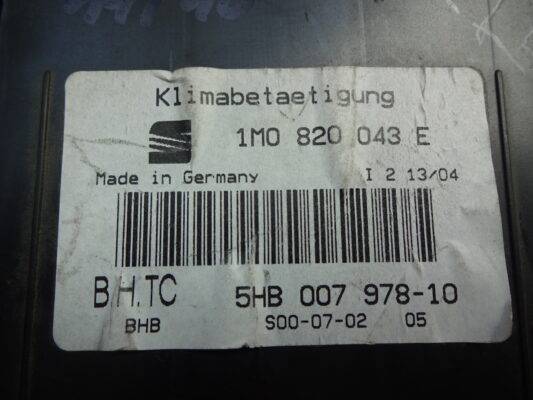 Klimabetaetigung
1M0 820 043 E
Made in Germany I 2 13/04
B.H.TC 5HB 007 978-10
BHB S00-07-02 05